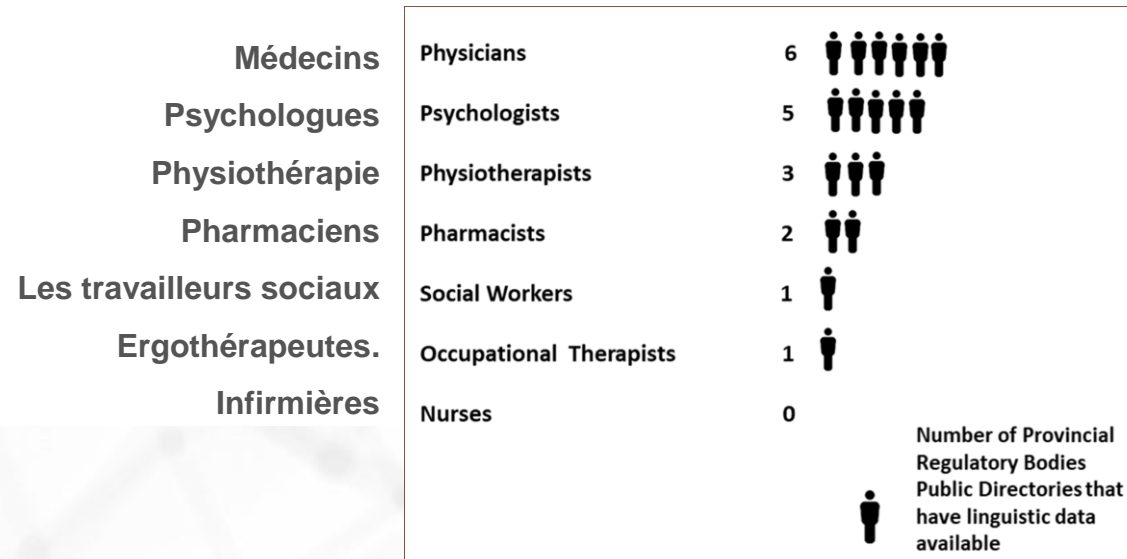 Médecins
Physicians 6
Psychologues
Psychologists 5
Physiothérapie
Physiotherapists 3
Pharmaciens
Pharmacists 2
Les travailleurs sociaux
Social Workers 1
Ergothérapeutes.
Occupational Therapists 1
Infirmières
Nurses 0
Number of Provincial
Regulatory Bodies
Public Directories that
have linguistic data
available